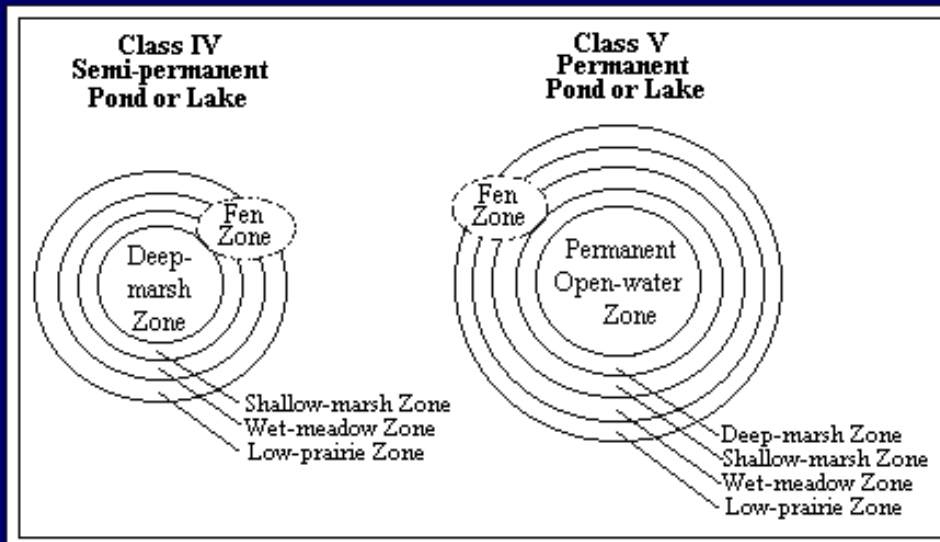 Class IV
Semi-permanent
Pond or Lake
Fen
Zone
Deep-
marsh
Zone
Shallow-marsh Zone
Wet-meadow Zone
Low-prairie Zone
Class V
Permanent
Pond or Lake
Fen
Zone
Permanent
Open-water
Zone
Deep-marsh Zone
Shallow-marsh Zone
Wet-meadow Zone
Low-prairie Zone